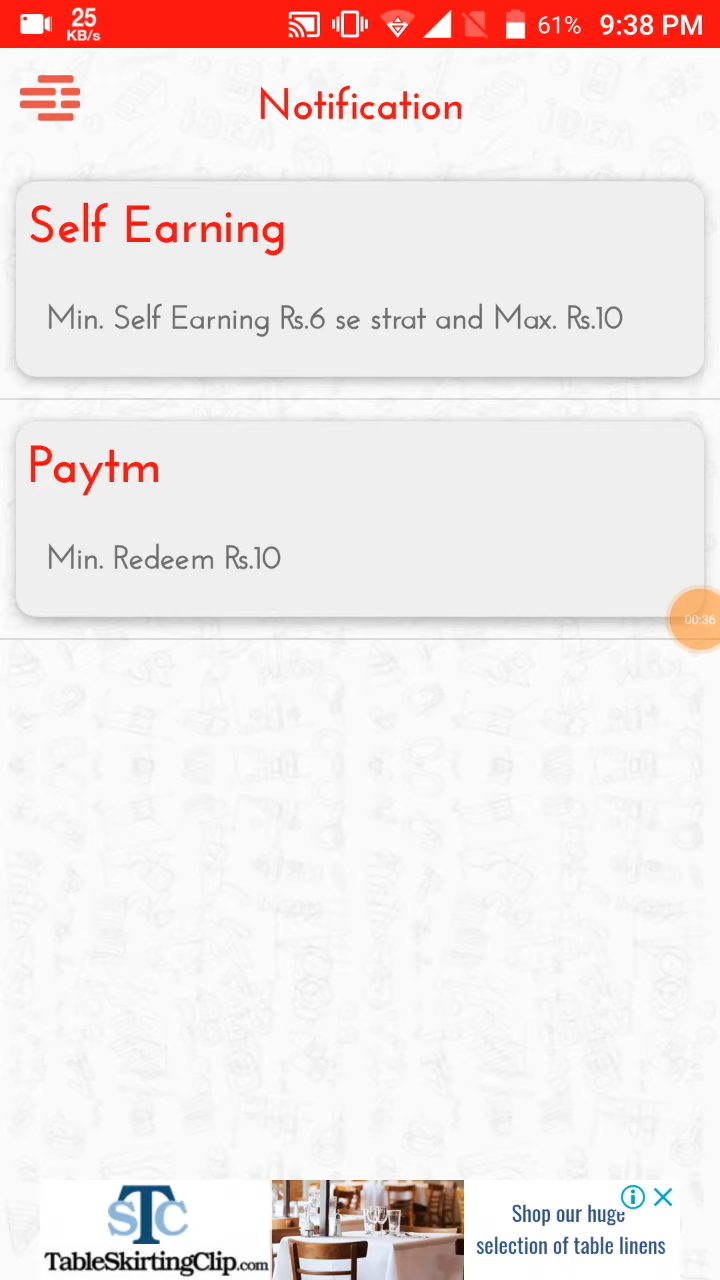 25
KB/s
61%
9:38 PM
Notification
Self Earning
Min. Self Earning Rs.6 se strat and Max. Rs.10
Paytm
Min. Redeem Rs.10
00:36
STC
TableSkirtingClip.com
Shop our huge
selection of table linens